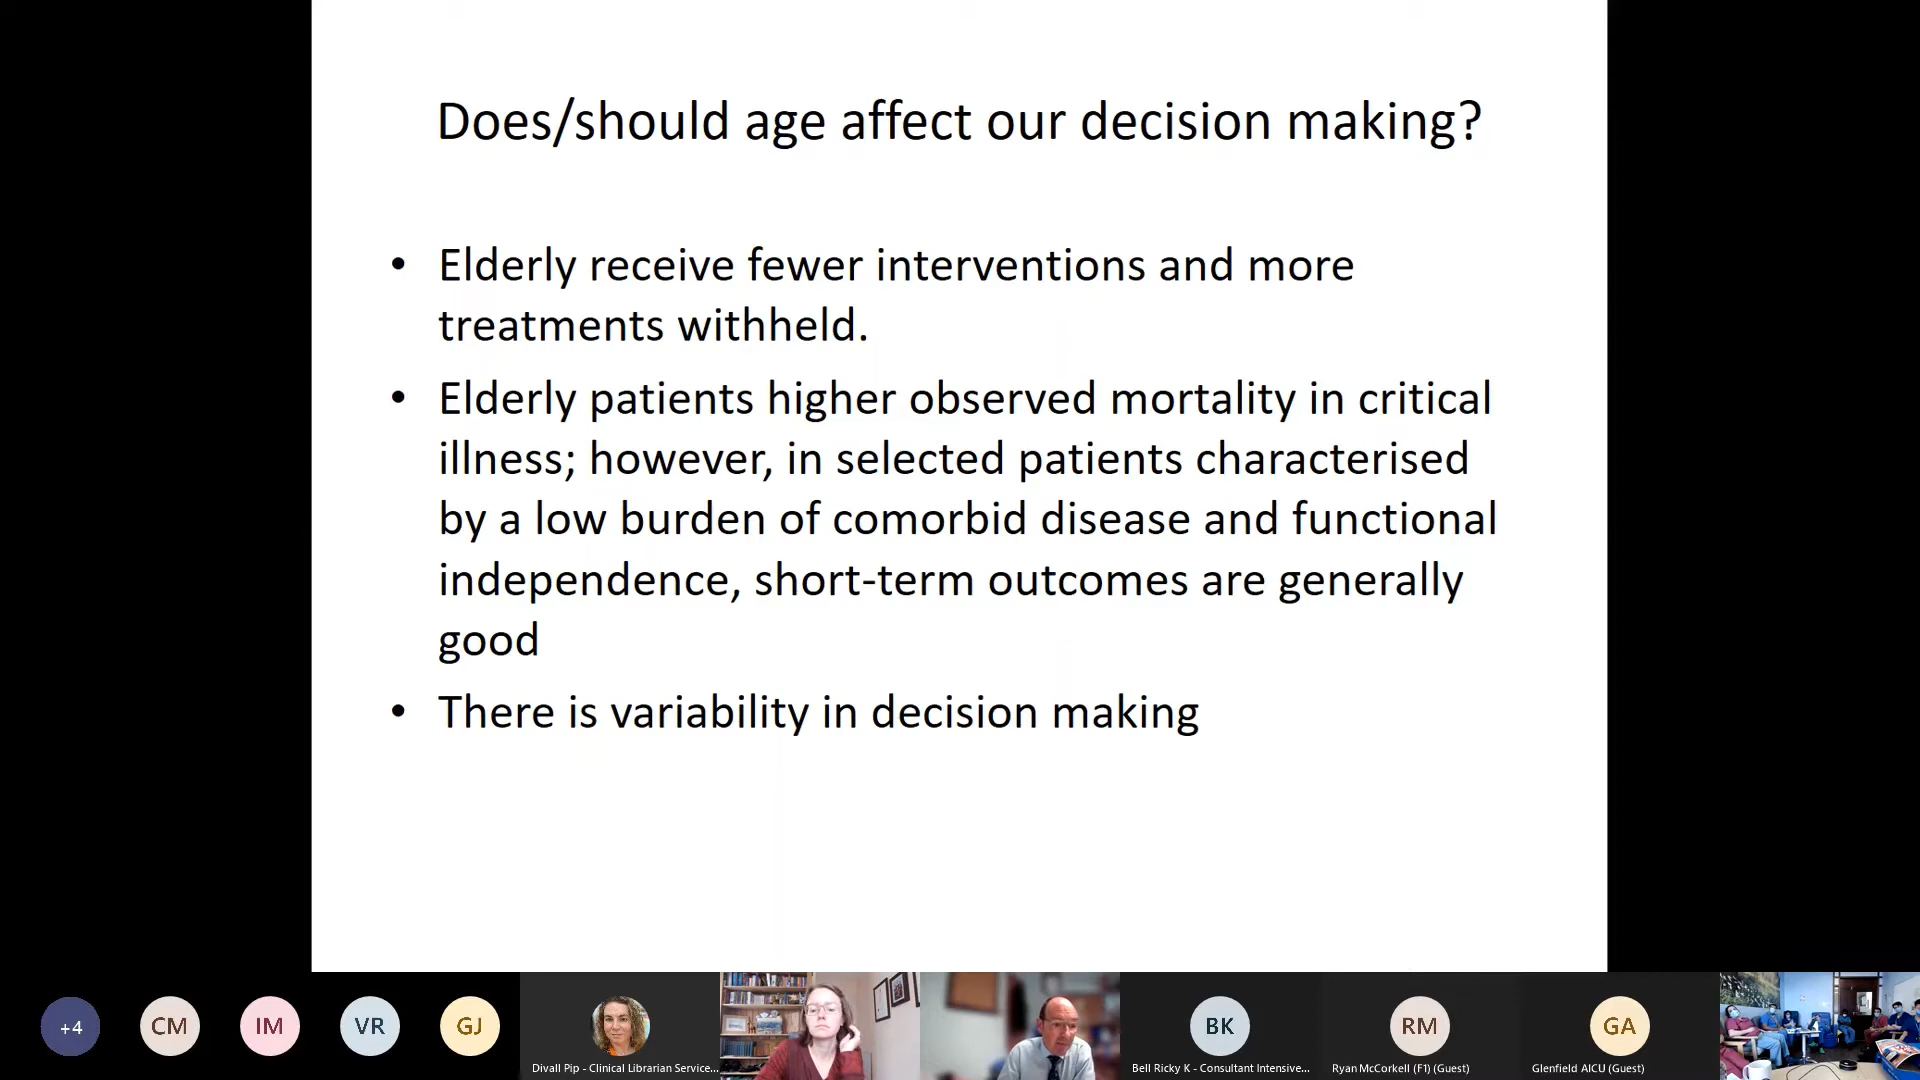 Does/should age affect our decision making?
• Elderly receive fewer interventions and more
treatments withheld.
• Elderly patients higher observed mortality in critical
illness; however, in selected patients characterised
by a low burden of comorbid disease and functional
independence, short-term outcomes are generally
good
• There is variability in decision making
+4
CM
IM
VR
GJ
BK
RM
GA
Divall Pip - Clinical Librarian Service...
Bell Ricky K - Consultant Intensive...
Ryan McCorkell (F1) (Guest)
Glenfield AICU (Guest)